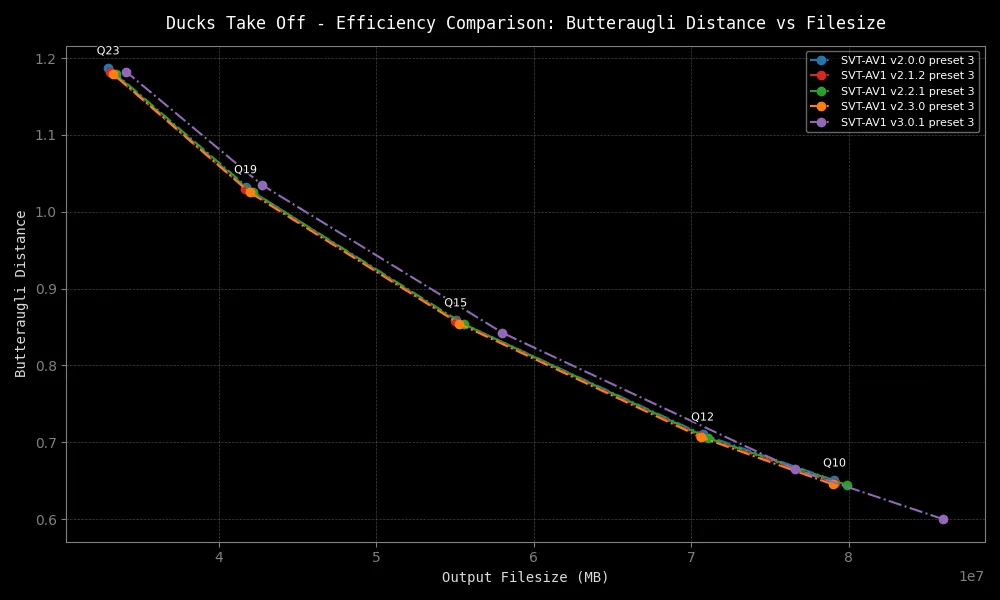 Ducks Take Off - Efficiency Comparison: Butteraugli Distance vs Filesize
Q23
Q19
Q15
Q12
Q10
SVT-AV1 v2.0.0 preset 3
SVT-AV1 v2.1.2 preset 3
SVT-AV1 v2.2.1 preset 3
SVT-AV1 v2.3.0 preset 3
SVT-AV1 v3.0.1 preset 3
Butteraugli Distance
1.2
1.1
1.0
0.9
0.8
0.7
0.6
4
5
6
7
8
1e7
Output Filesize (MB)